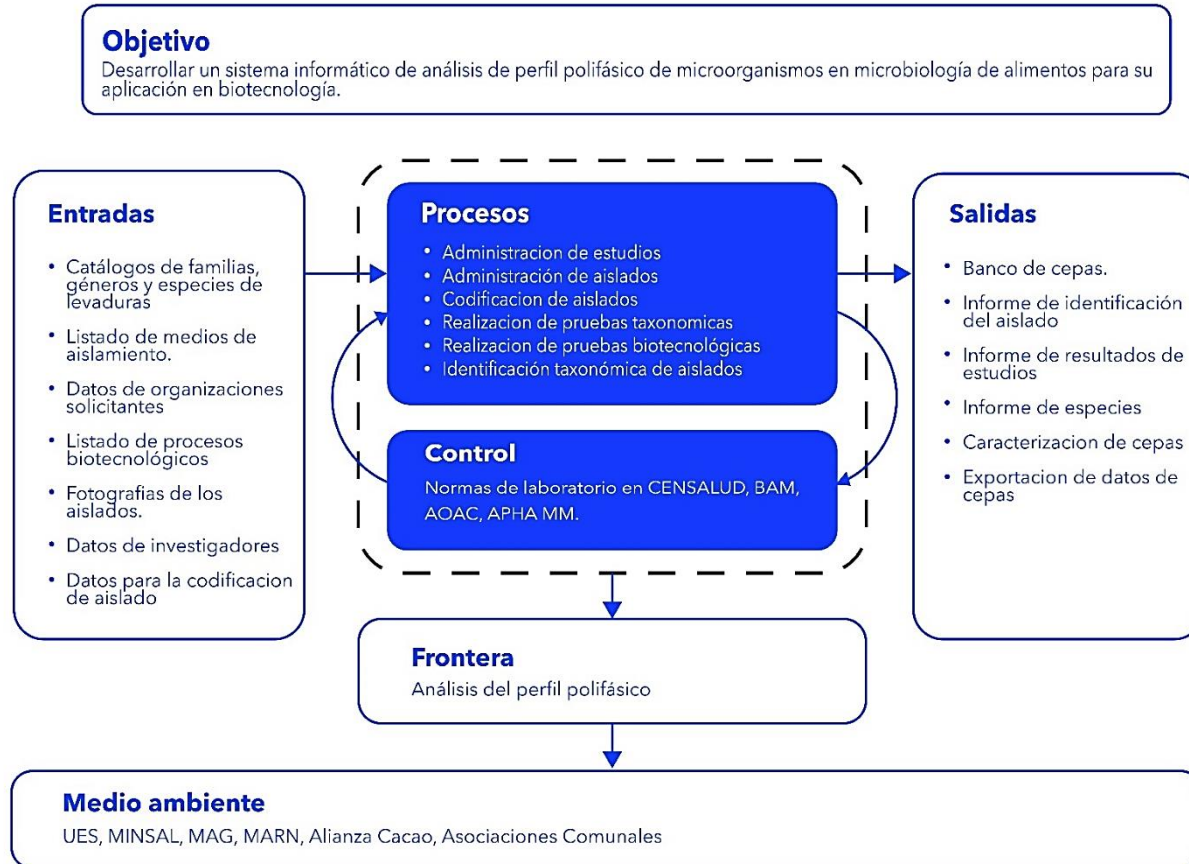 Objetivo
Desarrollar un sistema informático de análisis de perfil polifásico de microorganismos en microbiología de alimentos para su
aplicación en biotecnología.
Entradas
• Catálogos de familias,
géneros y especies de
levaduras
• Listado de medios de
aislamiento.
• Datos de organizaciones
solicitantes
• Listado de procesos
biotecnológicos
• Fotografias de los
aislados.
• Datos de investigadores
• Datos para la codificacion
de aislado
Procesos
• Administracion de estudios
• Administración de aislados
• Codificacion de aislados
• Realizacion de pruebas taxonomicas
• Realizacion de pruebas biotecnológicas
• Identificación taxonómica de aislados
Control
Normas de laboratorio en CENSALUD, BAM,
AOAC, APHA MM.
Salidas
• Banco de cepas.
• Informe de identificación
del aislado
• Informe de resultados de
estudios
• Informe de especies
• Caracterizacion de cepas
• Exportacion de datos de
cepas
Frontera
Análisis del perfil polifásico
Medio ambiente
UES, MINSAL, MAG, MARN, Alianza Cacao, Asociaciones Comunales